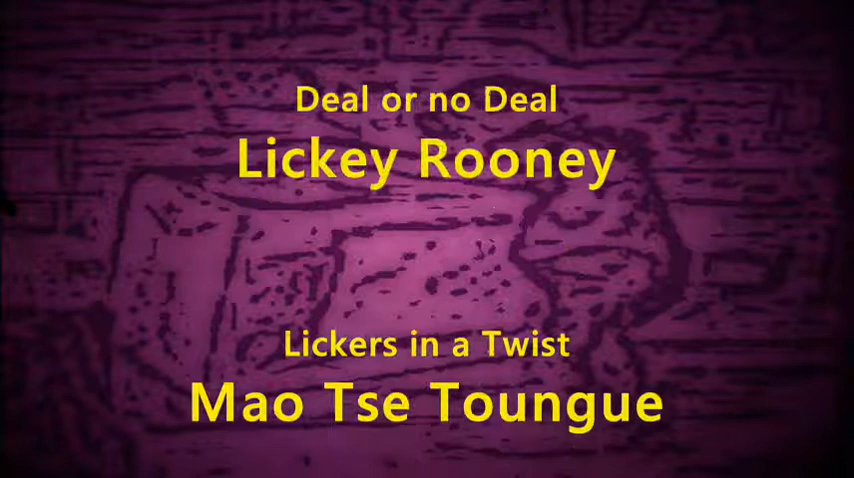 Deal or no Deal
Lickey Rooney
Lickers in a Twist
Mao Tse Toungue